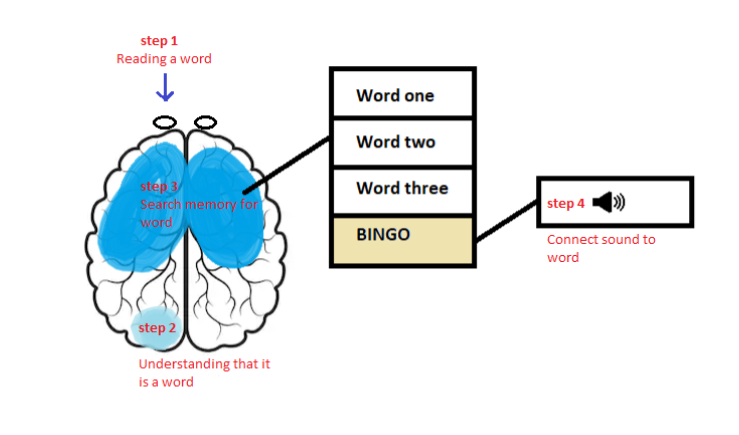 step 1
Reading a word
step 3
Search memory for
word
step 2
Understanding that it
is a word
Word one
Word two
Word three
BINGO
step 4
Connect sound to
word